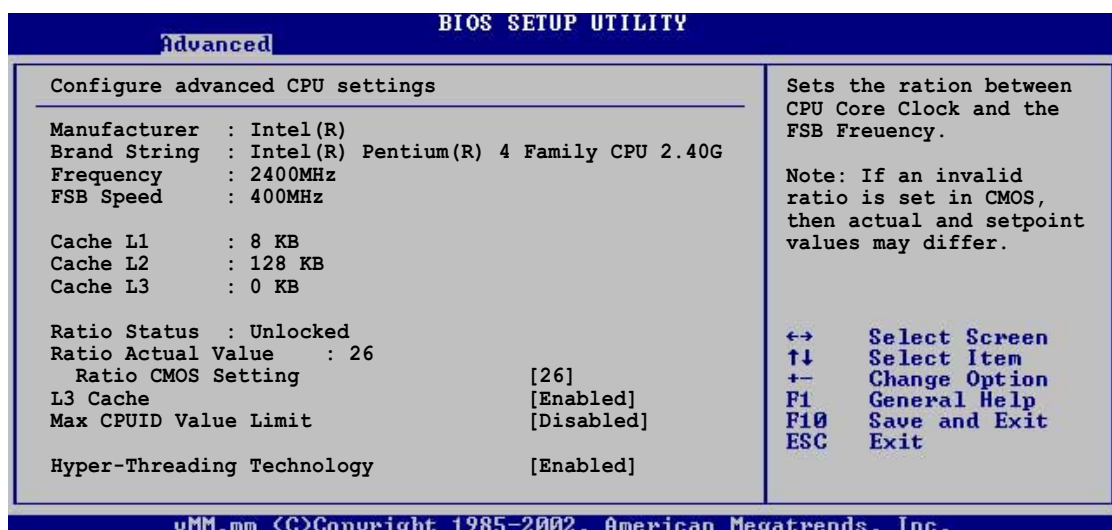 BIOS SETUP UTILITY
Advanced
Configure advanced CPU settings
Manufacturer : Intel(R)
Brand String : Intel(R) Pentium(R) 4 Family CPU 2.40G
Frequency : 2400MHz
FSB Speed : 400MHz
Cache L1 : 8 KB
Cache L2 : 128 KB
Cache L3 : 0 KB
Ratio Status : Unlocked
Ratio Actual Value : 26
Ratio CMOS Setting [26]
L3 Cache [Enabled]
Max CPUID Value Limit [Disabled]
Hyper-Threading Technology [Enabled]
Sets the ration between
CPU Core Clock and the
FSB Freuency.
Note: If an invalid
ratio is set in CMOS,
then actual and setpoint
values may differ.
←→ Select Screen
↑↓ Select Item
+- Change Option
F1 General Help
F10 Save and Exit
ESC Exit
vMM.mm (C)Copyright 1985-2002, American Megatrends, Inc.